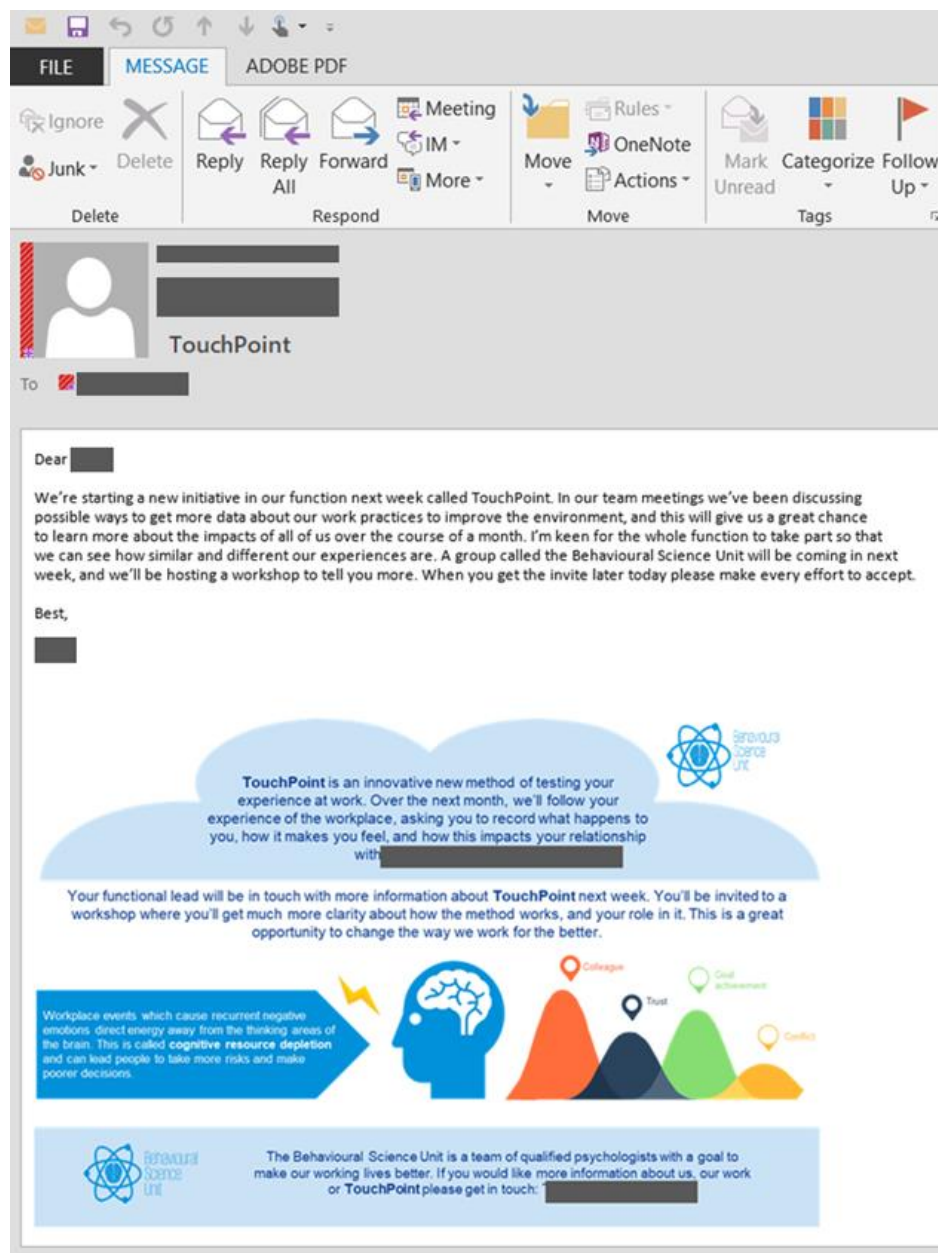 FILE MESSAGE ADOBE PDF
Ignore
Junk
Delete
Reply
Reply All
Forward
Meeting
IM
More
Move
Rules
OneNote
Actions
Mark Unread
Categorize
Follow Up
Delete Respond Move Tags
TouchPoint
To
Dear
We're starting a new initiative in our function next week called TouchPoint. In our team meetings we've been discussing
possible ways to get more data about our work practices to improve the environment, and this will give us a great chance
to learn more about the impacts of all of us over the course of a month. I'm keen for the whole function to take part so that
we can see how similar and different our experiences are. A group called the Behavioural Science Unit will be coming in next
week, and we'll be hosting a workshop to tell you more. When you get the invite later today please make every effort to accept.
Best,
Behavioural
Science
Unit
TouchPoint is an innovative new method of testing your
experience at work. Over the next month, we'll follow your
experience of the workplace, asking you to record what happens to
you, how it makes you feel, and how this impacts your relationship
with
Your functional lead will be in touch with more information about TouchPoint next week. You'll be invited to a
workshop where you'll get much more clarity about how the method works, and your role in it. This is a great
opportunity to change the way we work for the better.
Colleague
Goal
achievement
Trust
Conflict
Workplace events which cause recurrent negative
emotions direct energy away from the thinking areas of
the brain. This is called cognitive resource depletion
and can lead people to take more risks and make
poorer decisions.
Behavioural
Science
Unit
The Behavioural Science Unit is a team of qualified psychologists with a goal to
make our working lives better. If you would like more information about us, our work
or TouchPoint please get in touch: